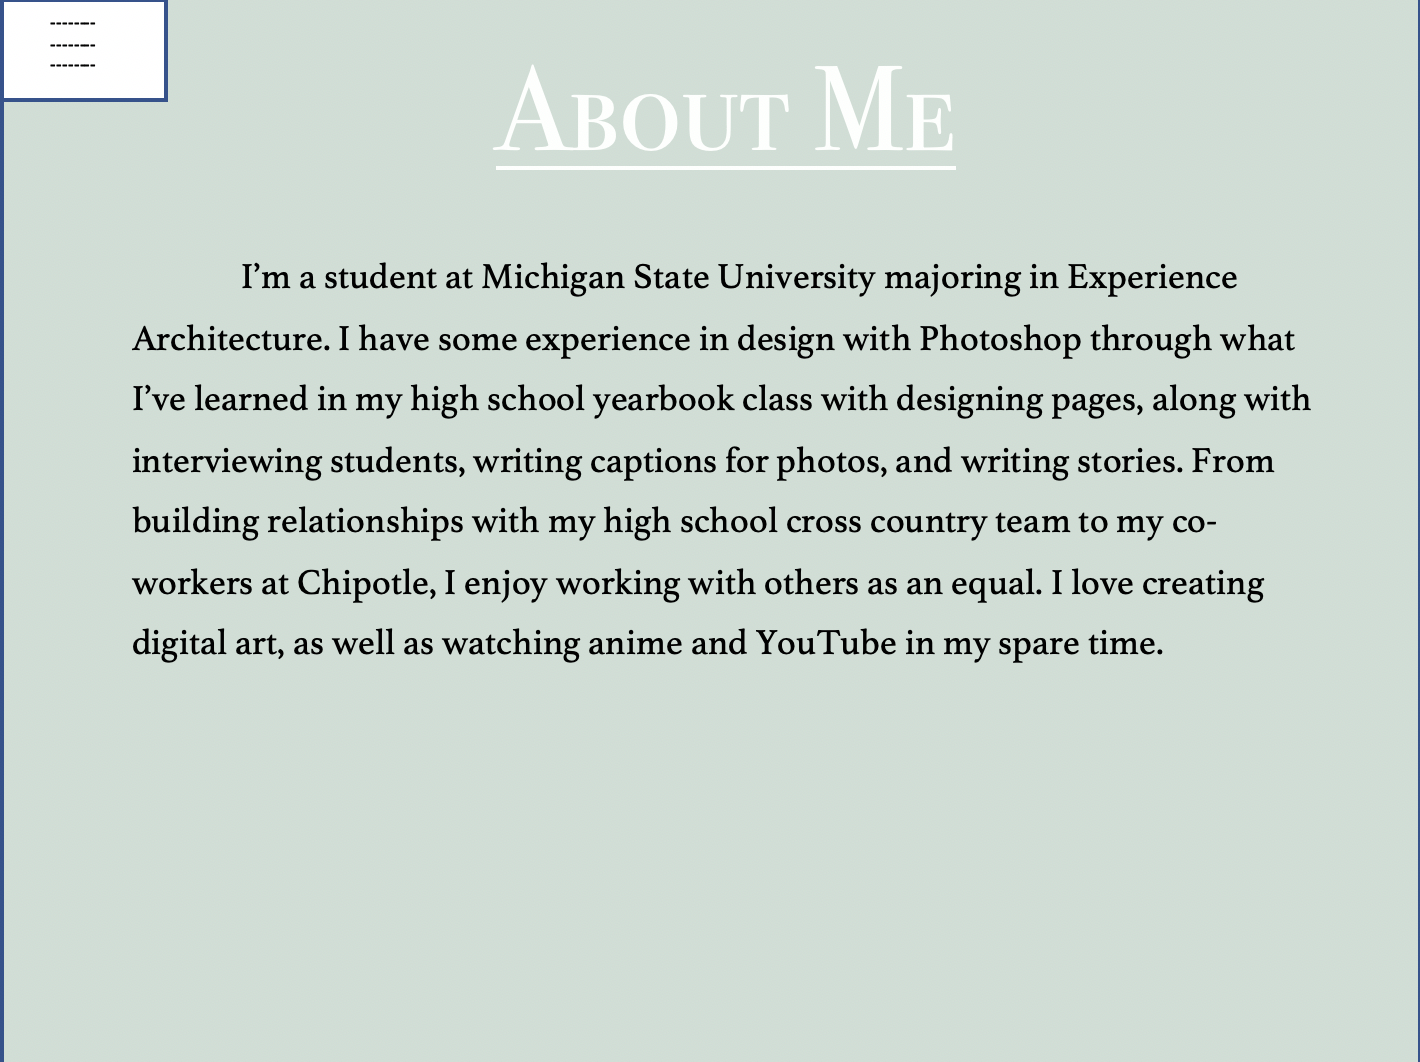 --------
--------
--------
About Me
I’m a student at Michigan State University majoring in Experience
Architecture. I have some experience in design with Photoshop through what
I’ve learned in my high school yearbook class with designing pages, along with
interviewing students, writing captions for photos, and writing stories. From
building relationships with my high school cross country team to my co-
workers at Chipotle, I enjoy working with others as an equal. I love creating
digital art, as well as watching anime and YouTube in my spare time.